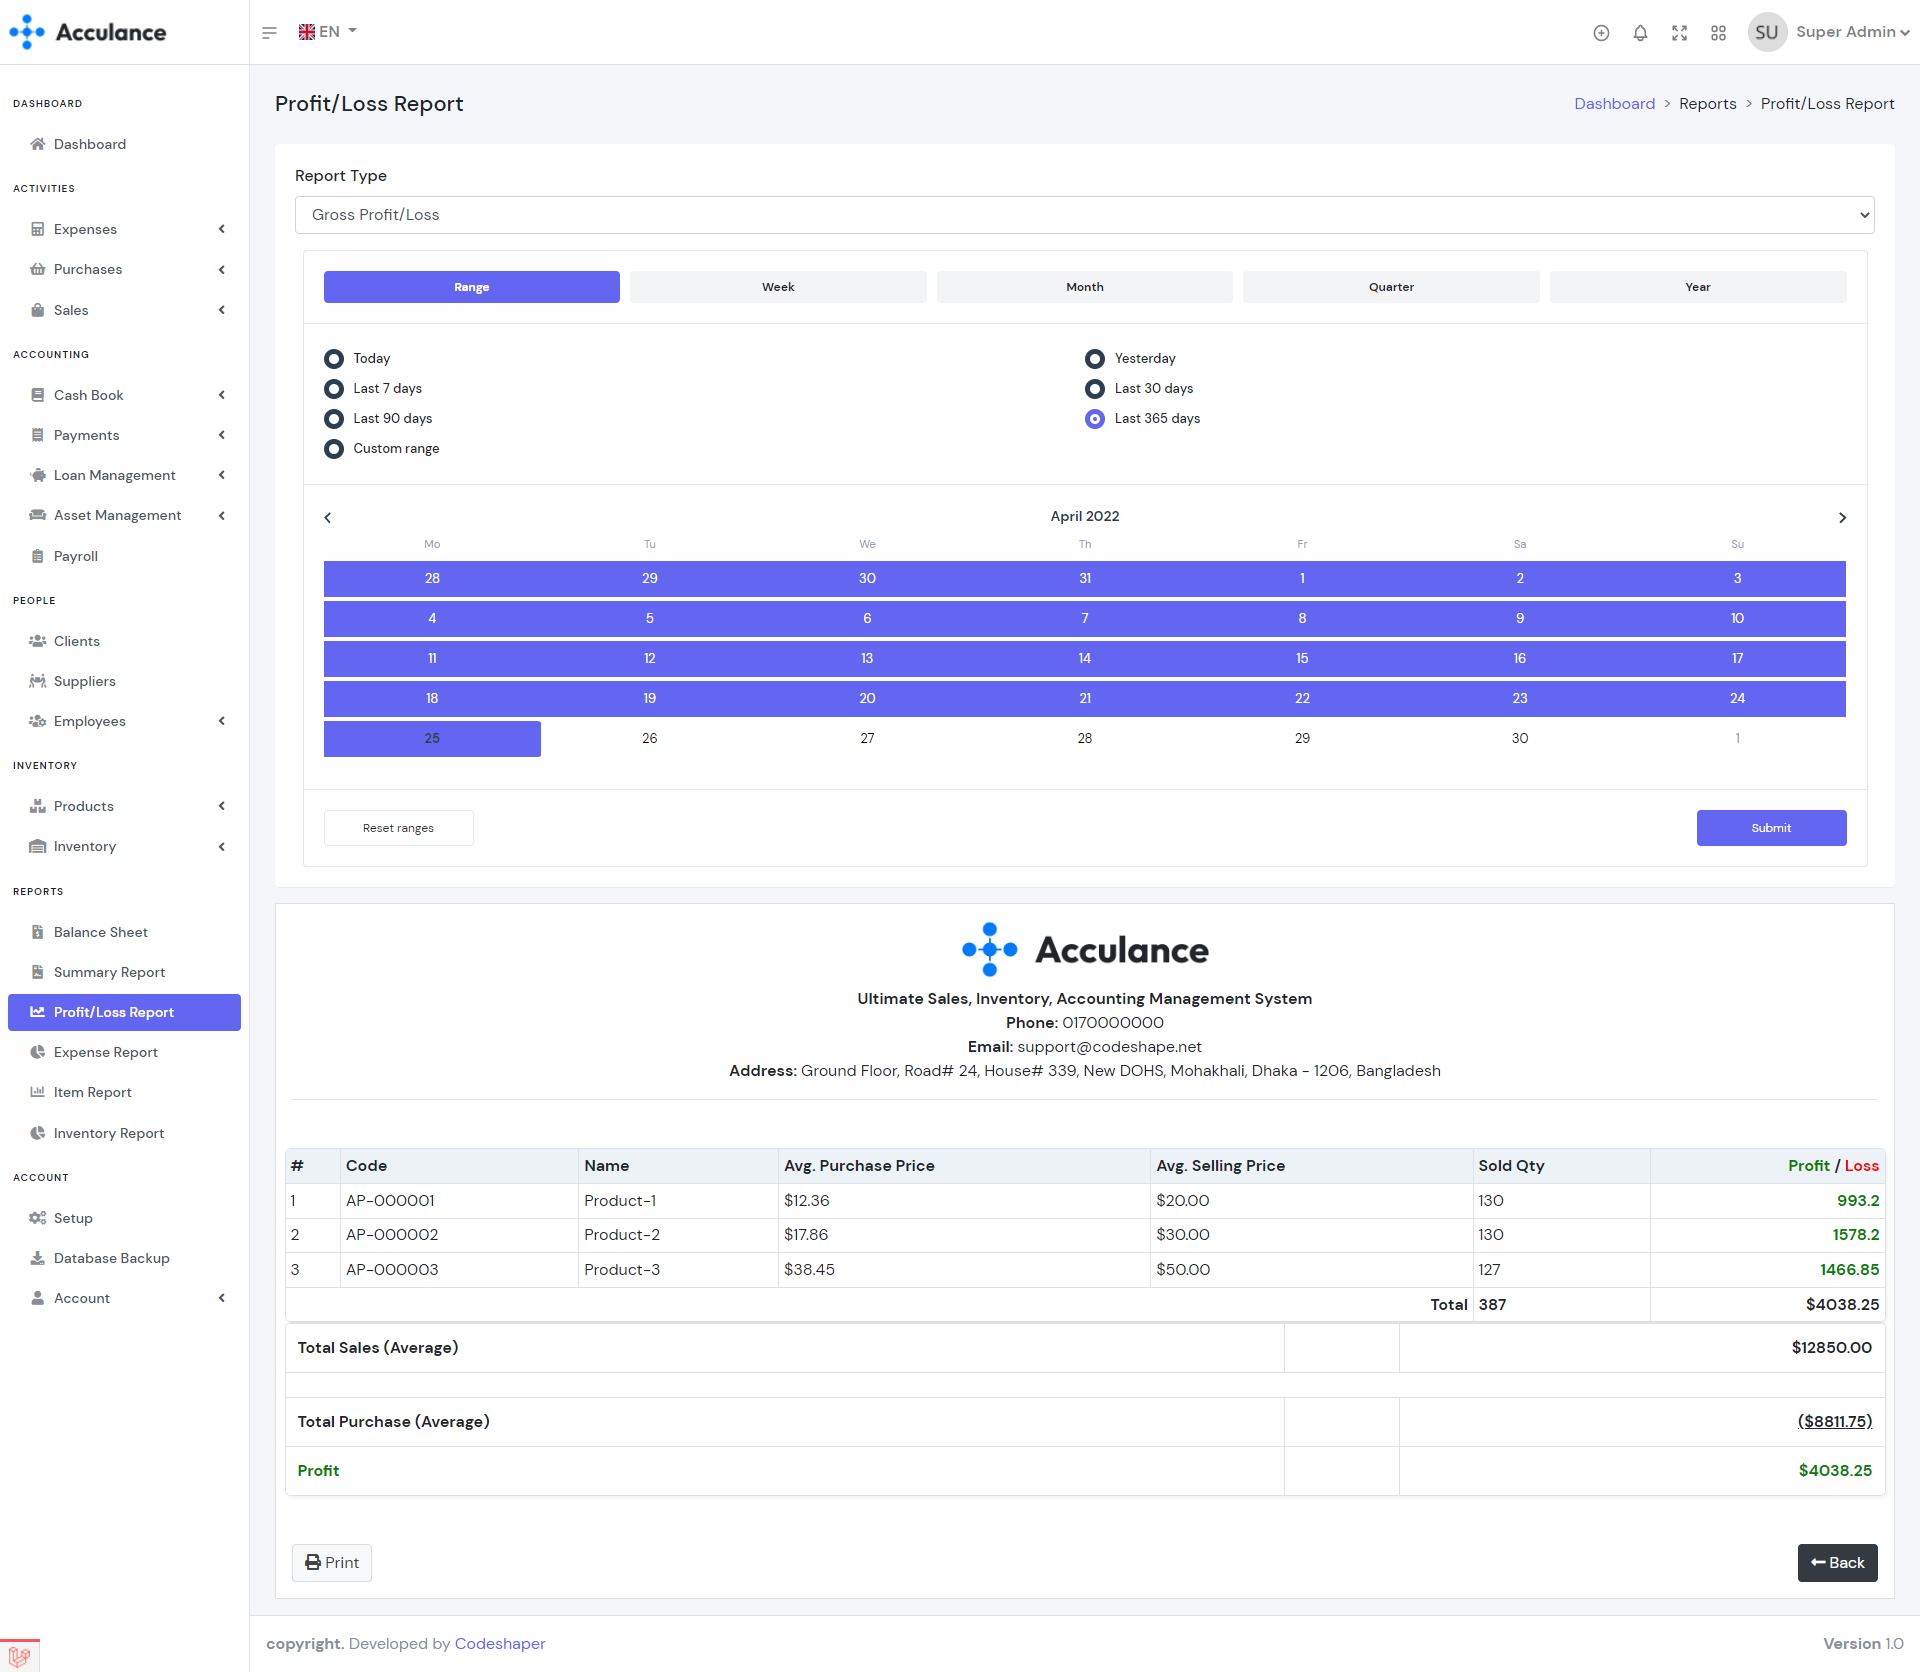 Acculance
EN
SU Super Admin
DASHBOARD
Dashboard
ACTIVITIES
Expenses
Purchases
Sales
ACCOUNTING
Cash Book
Payments
Loan Management
Asset Management
Payroll
PEOPLE
Clients
Suppliers
Employees
INVENTORY
Products
Inventory
REPORTS
Balance Sheet
Summary Report
Profit/Loss Report
Expense Report
Item Report
Inventory Report
ACCOUNT
Setup
Database Backup
Account
Profit/Loss Report
Dashboard > Reports > Profit/Loss Report
Report Type
Gross Profit/Loss
Range Week Month Quarter Year
Today Yesterday
Last 7 days Last 30 days
Last 90 days Last 365 days
Custom range
April 2022
Mo Tu We Th Fr Sa Su
28 29 30 31 1 2 3
4 5 6 7 8 9 10
11 12 13 14 15 16 17
18 19 20 21 22 23 24
25 26 27 28 29 30 1
Reset ranges Submit
Acculance
Ultimate Sales, Inventory, Accounting Management System
Phone: 0170000000
Email: support@codeshape.net
Address: Ground Floor, Road# 24, House# 339, New DOHS, Mohakhali, Dhaka - 1206, Bangladesh
# Code Name Avg. Purchase Price Avg. Selling Price Sold Qty Profit / Loss
1 AP-000001 Product-1 $12.36 $20.00 130 993.2
2 AP-000002 Product-2 $17.86 $30.00 130 1578.2
3 AP-000003 Product-3 $38.45 $50.00 127 1466.85
Total 387 $4038.25
Total Sales (Average) $12850.00
Total Purchase (Average) ($8811.75)
Profit $4038.25
Print Back
copyright. Developed by Codeshaper
Version 1.0